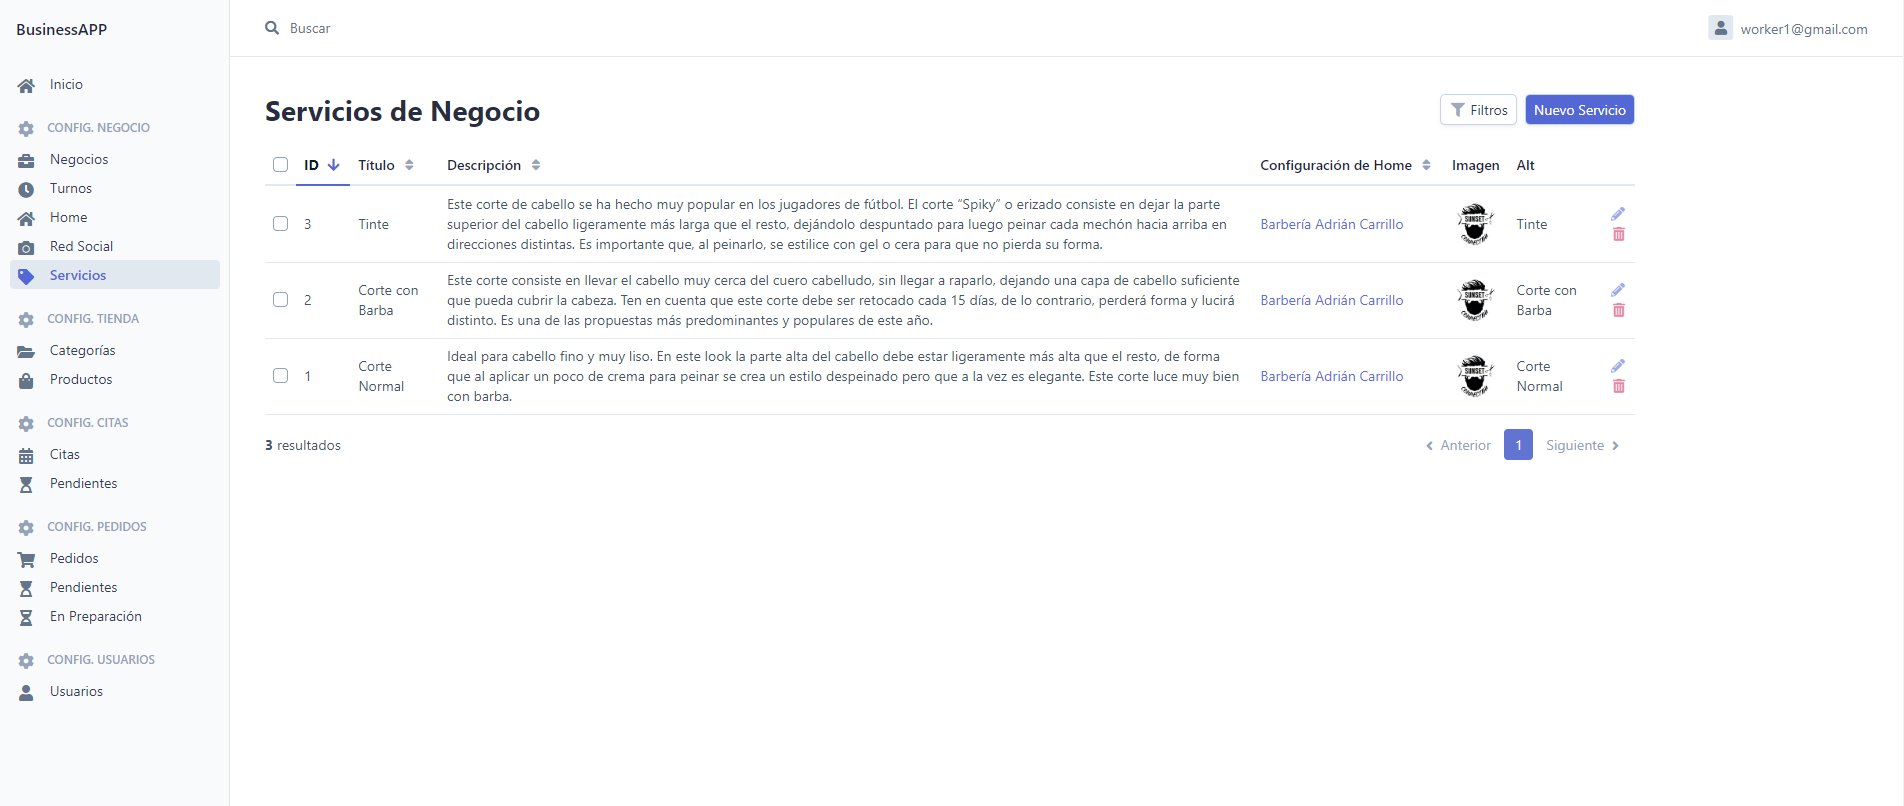 BusinessAPP
Buscar
worker1@gmail.com
Inicio
CONFIG. NEGOCIO
Negocios
Turnos
Home
Red Social
Servicios
CONFIG. TIENDA
Categorías
Productos
CONFIG. CITAS
Citas
Pendientes
CONFIG. PEDIDOS
Pedidos
Pendientes
En Preparación
CONFIG. USUARIOS
Usuarios
Servicios de Negocio
Filtros
Nuevo Servicio
ID Título Descripción Configuración de Home Imagen Alt
3
Tinte
Este corte de cabello se ha hecho muy popular en los jugadores de fútbol. El corte “Spiky” o erizado consiste en dejar la parte
superior del cabello ligeramente más larga que el resto, dejándolo despuntado para luego peinar cada mechón hacia arriba en
direcciones distintas. Es importante que, al peinarlo, se estilice con gel o cera para que no pierda su forma.
Barbería Adrián Carrillo
SUNSET
Tinte
2
Corte con
Barba
Este corte consiste en llevar el cabello muy cerca del cuero cabelludo, sin llegar a raparlo, dejando una capa de cabello suficiente
que pueda cubrir la cabeza. Ten en cuenta que este corte debe ser retocado cada 15 días, de lo contrario, perderá forma y lucirá
distinto. Es una de las propuestas más predominantes y populares de este año.
Barbería Adrián Carrillo
SUNSET
Corte con
Barba
1
Corte
Normal
Ideal para cabello fino y muy liso. En este look la parte alta del cabello debe estar ligeramente más alta que el resto, de forma
que al aplicar un poco de crema para peinar se crea un estilo despeinado pero que a la vez es elegante. Este corte luce muy bien
con barba.
Barbería Adrián Carrillo
SUNSET
Corte
Normal
3 resultados
Anterior 1 Siguiente